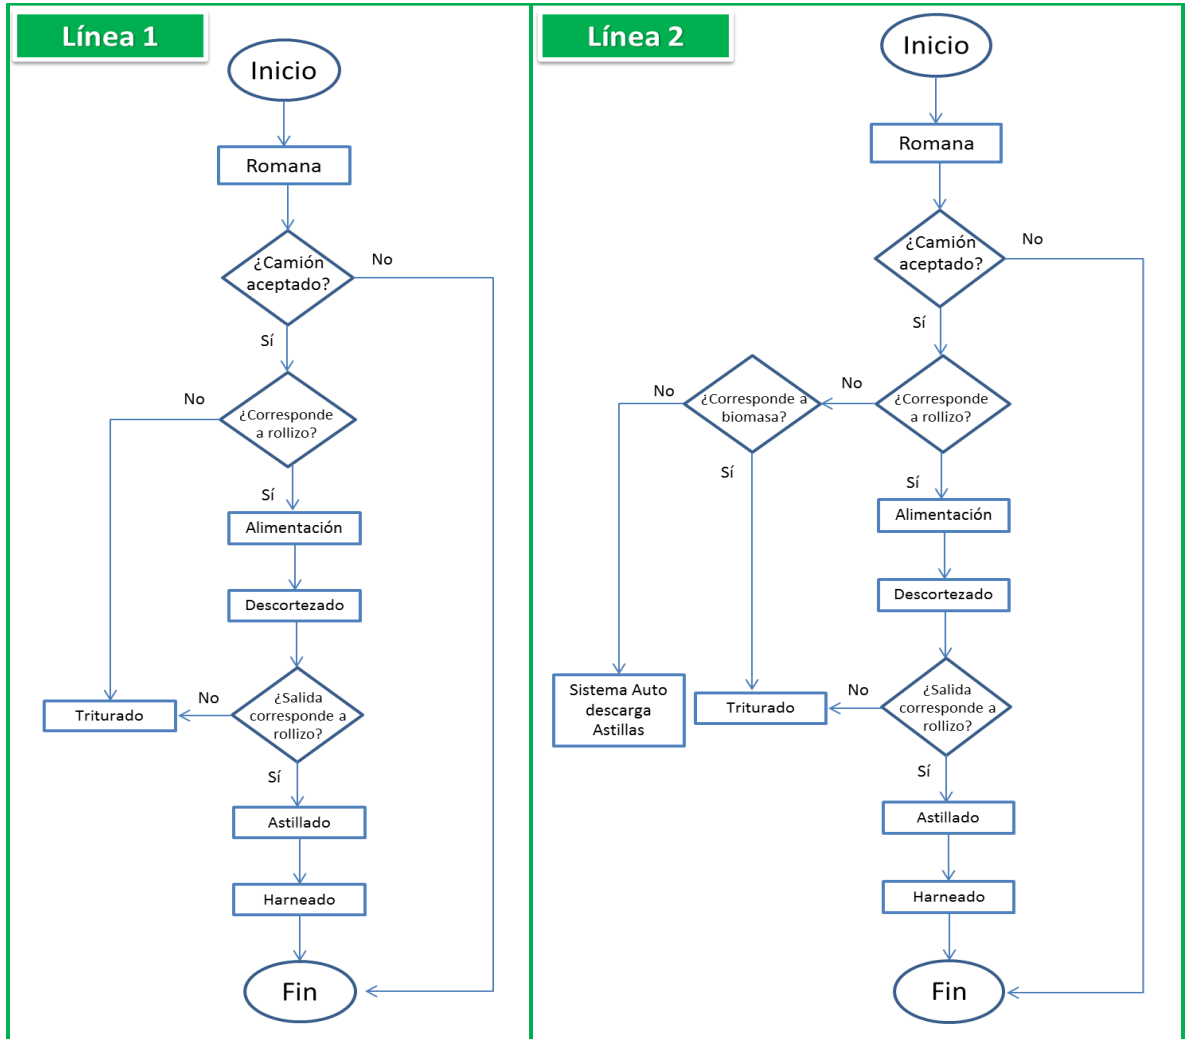 Línea 1
Inicio
Romana
¿Camión
aceptado?
No
Sí
¿Corresponde
a rollizo?
No
Sí
Alimentación
Descortezado
¿Salida
corresponde a
rollizo?
No
Triturado
Sí
Astillado
Harneado
Fin
Línea 2
Inicio
Romana
¿Camión
aceptado?
No
Sí
¿Corresponde
a rollizo?
No
¿Corresponde a
biomasa?
No
Sí
Sí
Alimentación
Descortezado
¿Salida
corresponde a
rollizo?
No
Triturado
Sistema Auto
descarga
Astillas
Sí
Astillado
Harneado
Fin